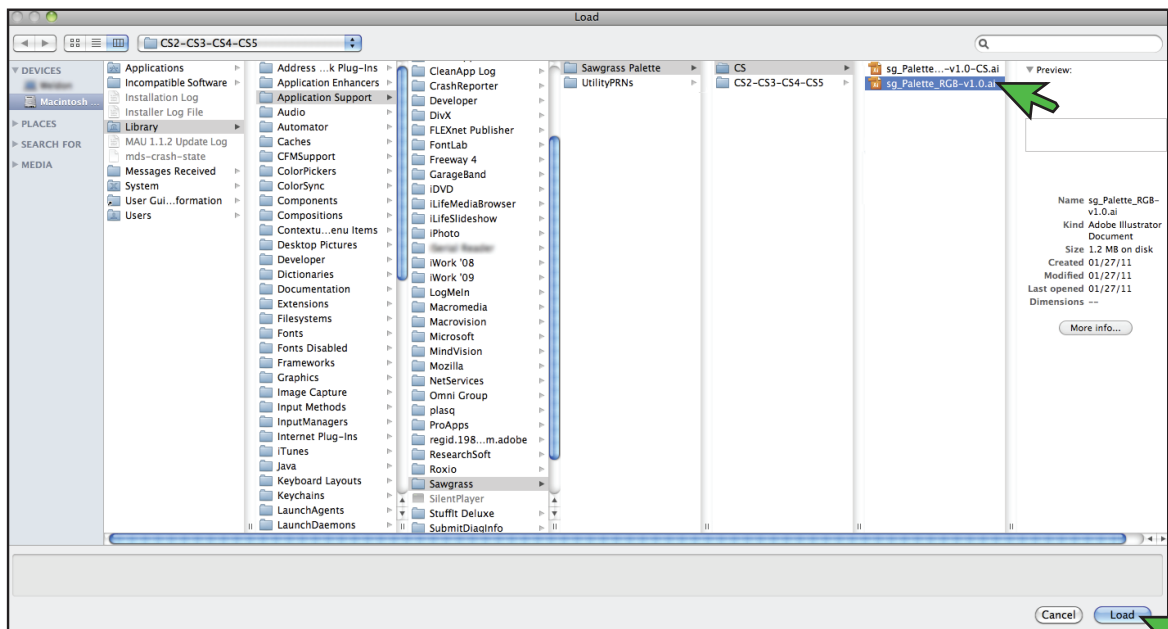 Load
CS2-CS3-CS4-CS5
DEVICES
Macintosh ...
PLACES
SEARCH FOR
MEDIA
Applications
Incompatible Software
Installation Log
Installer Log File
Library
MAU 1.1.2 Update Log
mds-crash-state
Messages Received
System
User Gui...formation
Users
Address ...k Plug-Ins
Application Enhancers
Application Support
Audio
Automator
Caches
CFMSupport
ColorPickers
ColorSync
Components
Compositions
Contextu...enu Items
Desktop Pictures
Developer
Dictionaries
Documentation
Extensions
Filesystems
Fonts
Fonts Disabled
Frameworks
Graphics
Image Capture
Input Methods
InputManagers
Internet Plug-Ins
iTunes
Java
Keyboard Layouts
Keychains
LaunchAgents
LaunchDaemons
CleanApp Log
CrashReporter
Developer
DivX
FLEXnet Publisher
FontLab
Freeway 4
GarageBand
iDVD
iLifeMediaBrowser
iLifeSlideshow
iPhoto
iWork '08
iWork '09
LogMeIn
Macromedia
Macrovision
Microsoft
MindVision
Mozilla
NetServices
Omni Group
plasq
ProApps
regid.198...m.adobe
ResearchSoft
Roxio
Sawgrass
SilentPlayer
StuffIt Deluxe
SubmitDiagInfo
Sawgrass Palette
UtilityPRNs
CS
CS2-CS3-CS4-CS5
sg_Palette...-v1.0-CS.ai
sg_Palette_RGB-v1.0.ai
Preview:
Name sg_Palette_RGB-
v1.0.ai
Kind Adobe Illustrator
Document
Size 1.2 MB on disk
Created 01/27/11
Modified 01/27/11
Last opened 01/27/11
Dimensions --
More info...
Cancel
Load